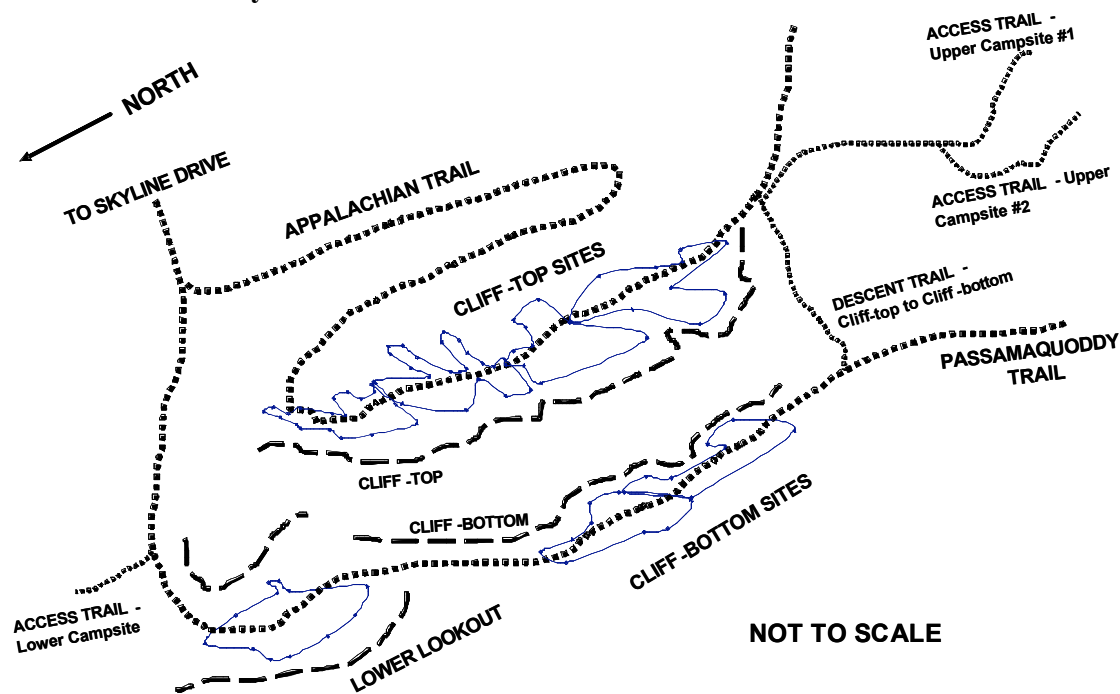 ACCESS TRAIL -
Upper Campsite #1
NORTH
TO SKYLINE DRIVE
APPALACHIAN TRAIL
ACCESS TRAIL - Upper
Campsite #2
CLIFF -TOP SITES
DESCENT TRAIL -
Cliff-top to Cliff -bottom
PASSAMAQUODDY
TRAIL
CLIFF -TOP
CLIFF -BOTTOM
CLIFF -BOTTOM SITES
ACCESS TRAIL -
Lower Campsite
LOWER LOOKOUT
NOT TO SCALE